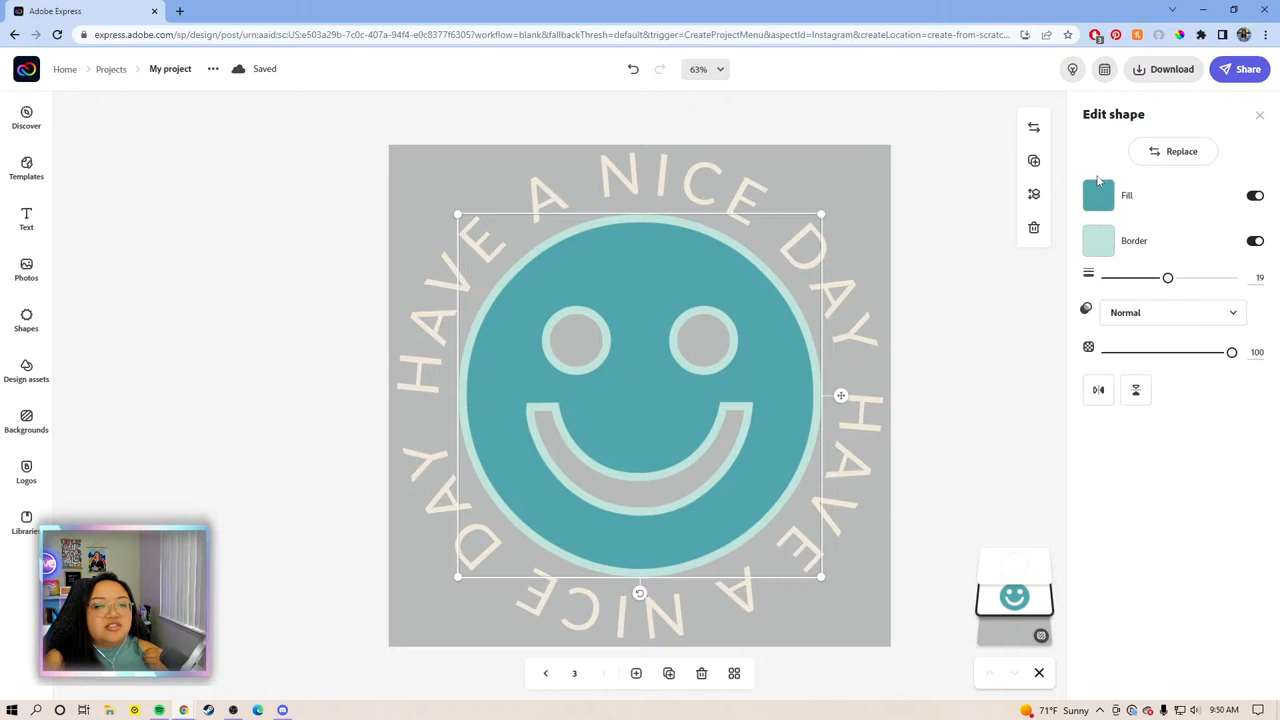 Adobe Express
express.adobe.com/sp/design/post/urn:aaid:sc:US:e503a29b-7c0c-407a-94f4-e0c8377f6305?workflow=blank&fallbackThresh=default&trigger=CreateProjectMenu&aspectId=Instagram&createLocation=create-from-scratc...
3
Home
Projects
My project
Saved
63%
Download
Share
Discover
Templates
Text
Photos
Shapes
Design assets
Backgrounds
Logos
Libraries
HAVE A NICE DAY HAVE A NICE DAY
3
Edit shape
Replace
Fill
Border
19
Normal
100
71°F Sunny
9:50 AM